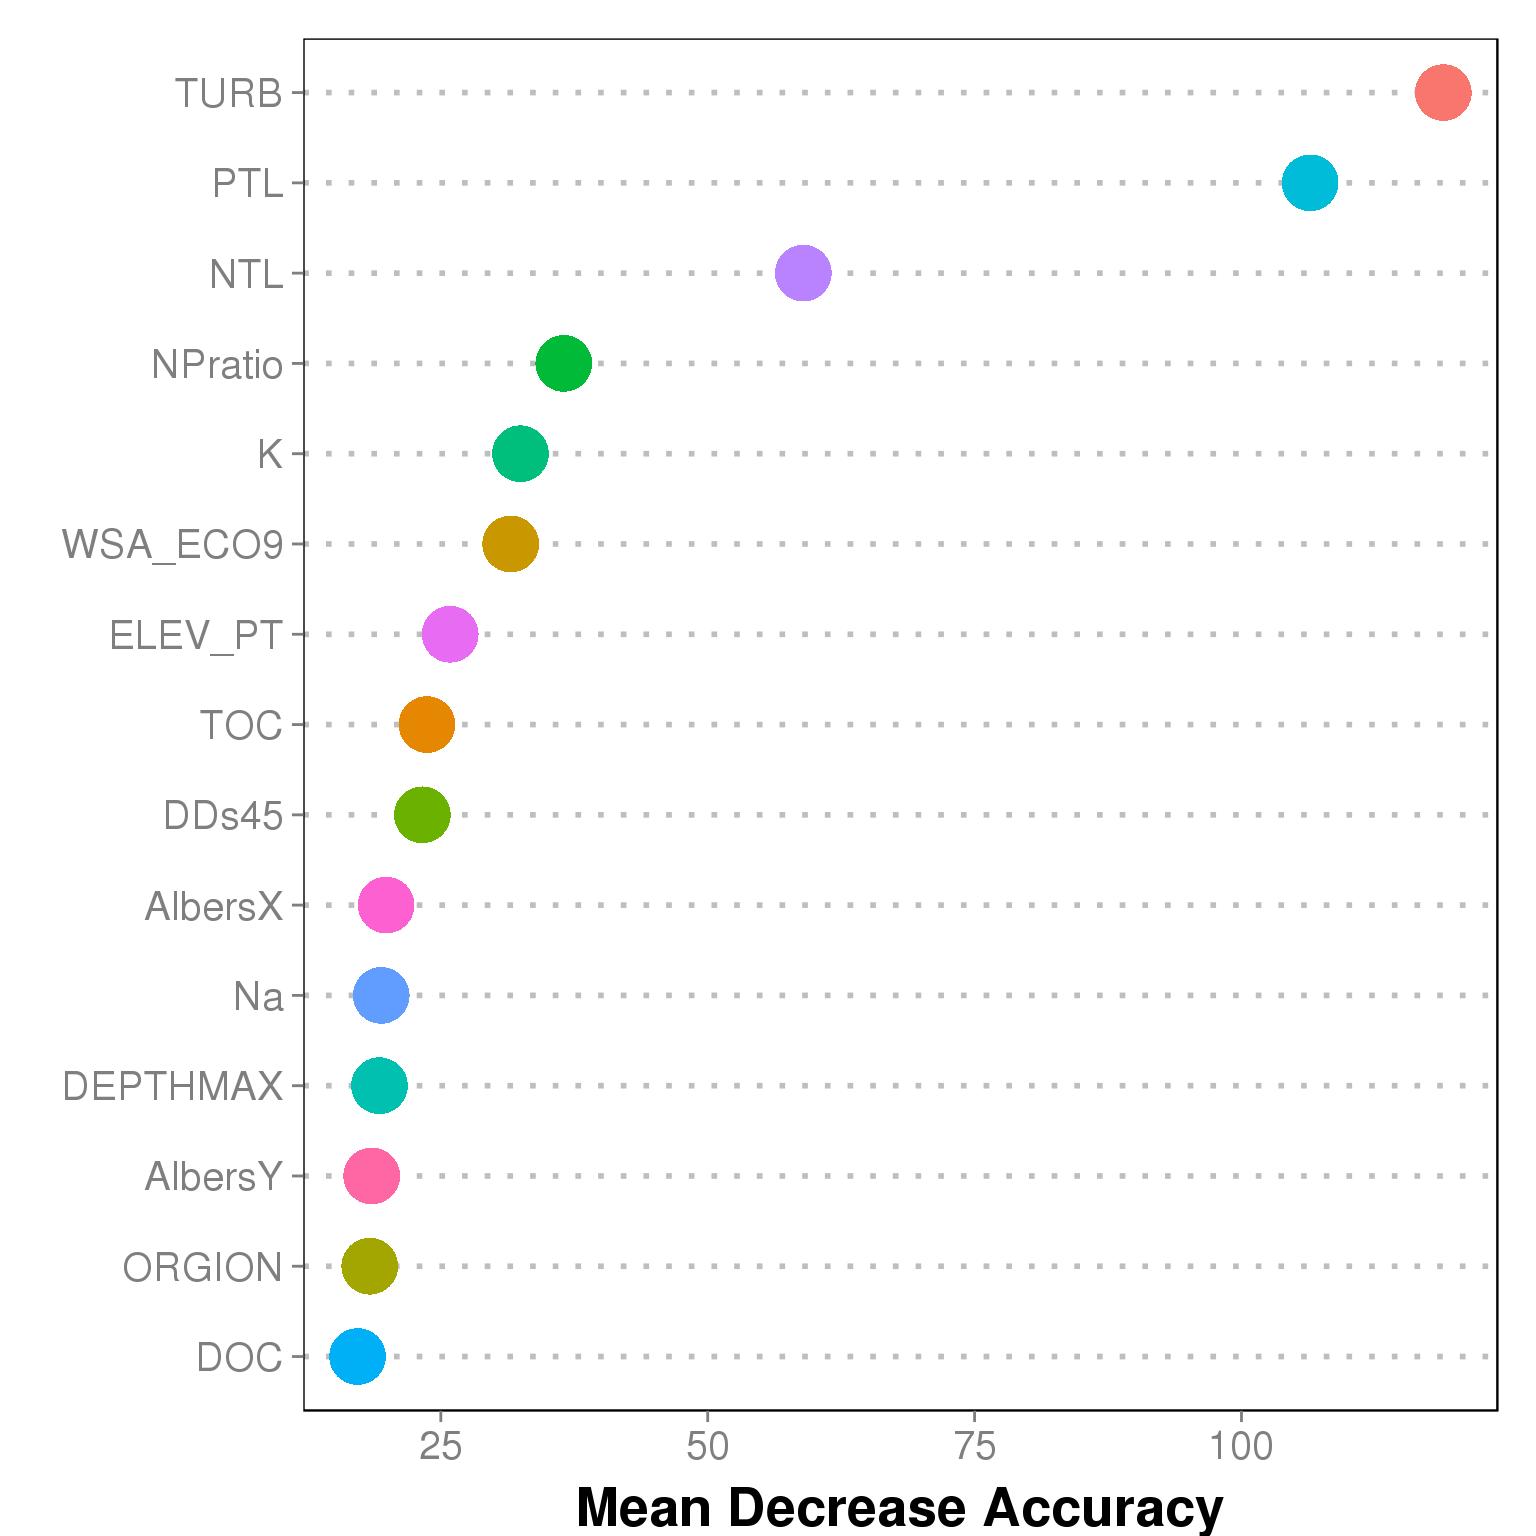 TURB
PTL
NTL
NPratio
K
WSA_ECO9
ELEV_PT
TOC
DDs45
AlbersX
Na
DEPTHMAX
AlbersY
ORGION
DOC
25 50 75 100
Mean Decrease Accuracy